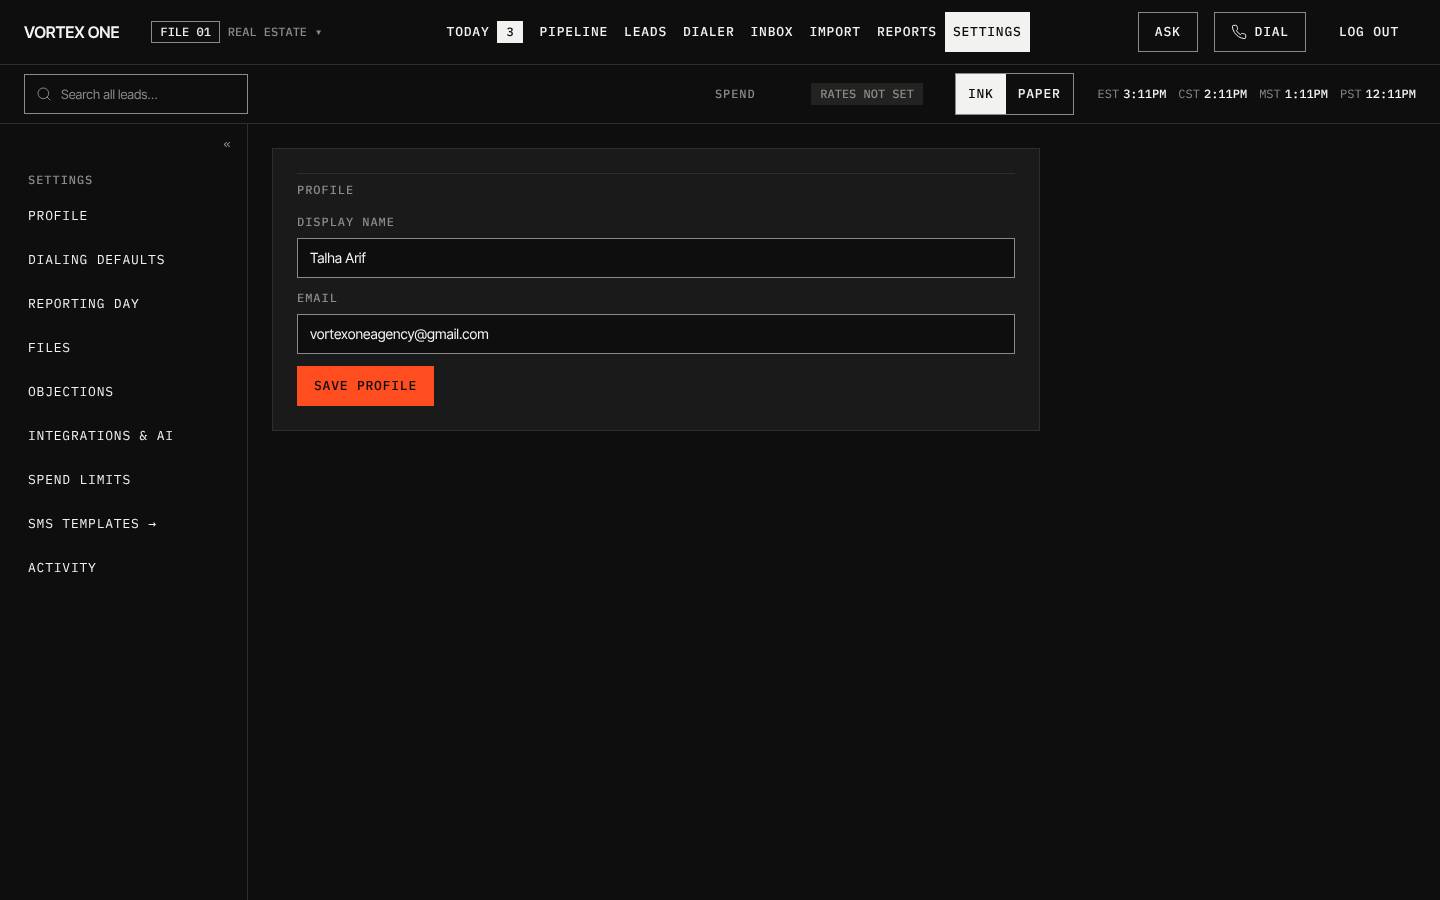 VORTEX ONE FILE 01 REAL ESTATE ▾ TODAY 3 PIPELINE LEADS DIALER INBOX IMPORT REPORTS SETTINGS ASK DIAL LOG OUT
Search all leads... SPEND RATES NOT SET INK PAPER EST 3:11PM CST 2:11PM MST 1:11PM PST 12:11PM
«
SETTINGS
PROFILE
DIALING DEFAULTS
REPORTING DAY
FILES
OBJECTIONS
INTEGRATIONS & AI
SPEND LIMITS
SMS TEMPLATES →
ACTIVITY
PROFILE
DISPLAY NAME
Talha Arif
EMAIL
vortexoneagency@gmail.com
SAVE PROFILE